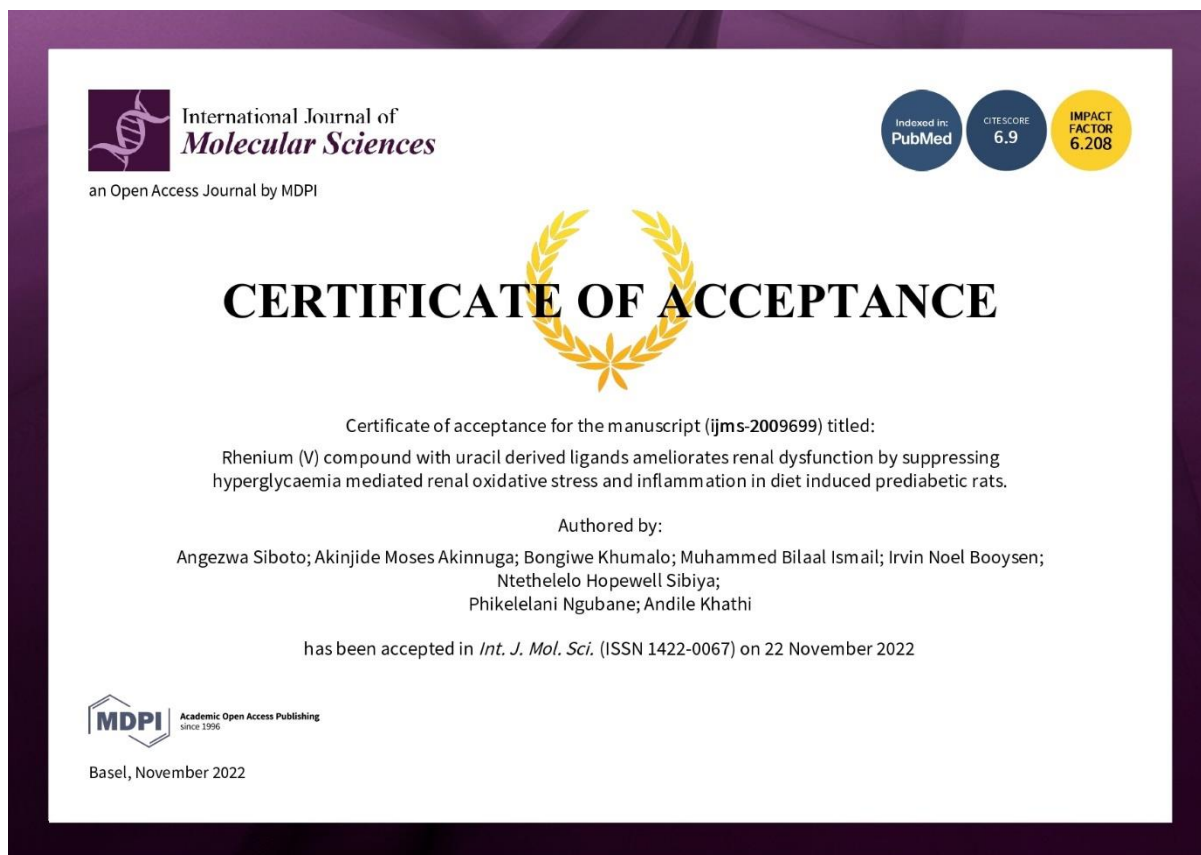 International Journal of
Molecular Sciences
an Open Access Journal by MDPI
Indexed in:
PubMed
CITESCORE
6.9
IMPACT
FACTOR
6.208
CERTIFICATE OF ACCEPTANCE
Certificate of acceptance for the manuscript (ijms-2009699) titled:
Rhenium (V) compound with uracil derived ligands ameliorates renal dysfunction by suppressing
hyperglycaemia mediated renal oxidative stress and inflammation in diet induced prediabetic rats.
Authored by:
Angezwa Siboto; Akinjide Moses Akinnuga; Bongiwe Khumalo; Muhammed Bilaal Ismail; Irvin Noel Booysen;
Ntethelelo Hopewell Sibiya;
Phikelelani Ngubane; Andile Khathi
has been accepted in Int. J. Mol. Sci. (ISSN 1422-0067) on 22 November 2022
MDPI
Academic Open Access Publishing
since 1996
Basel, November 2022